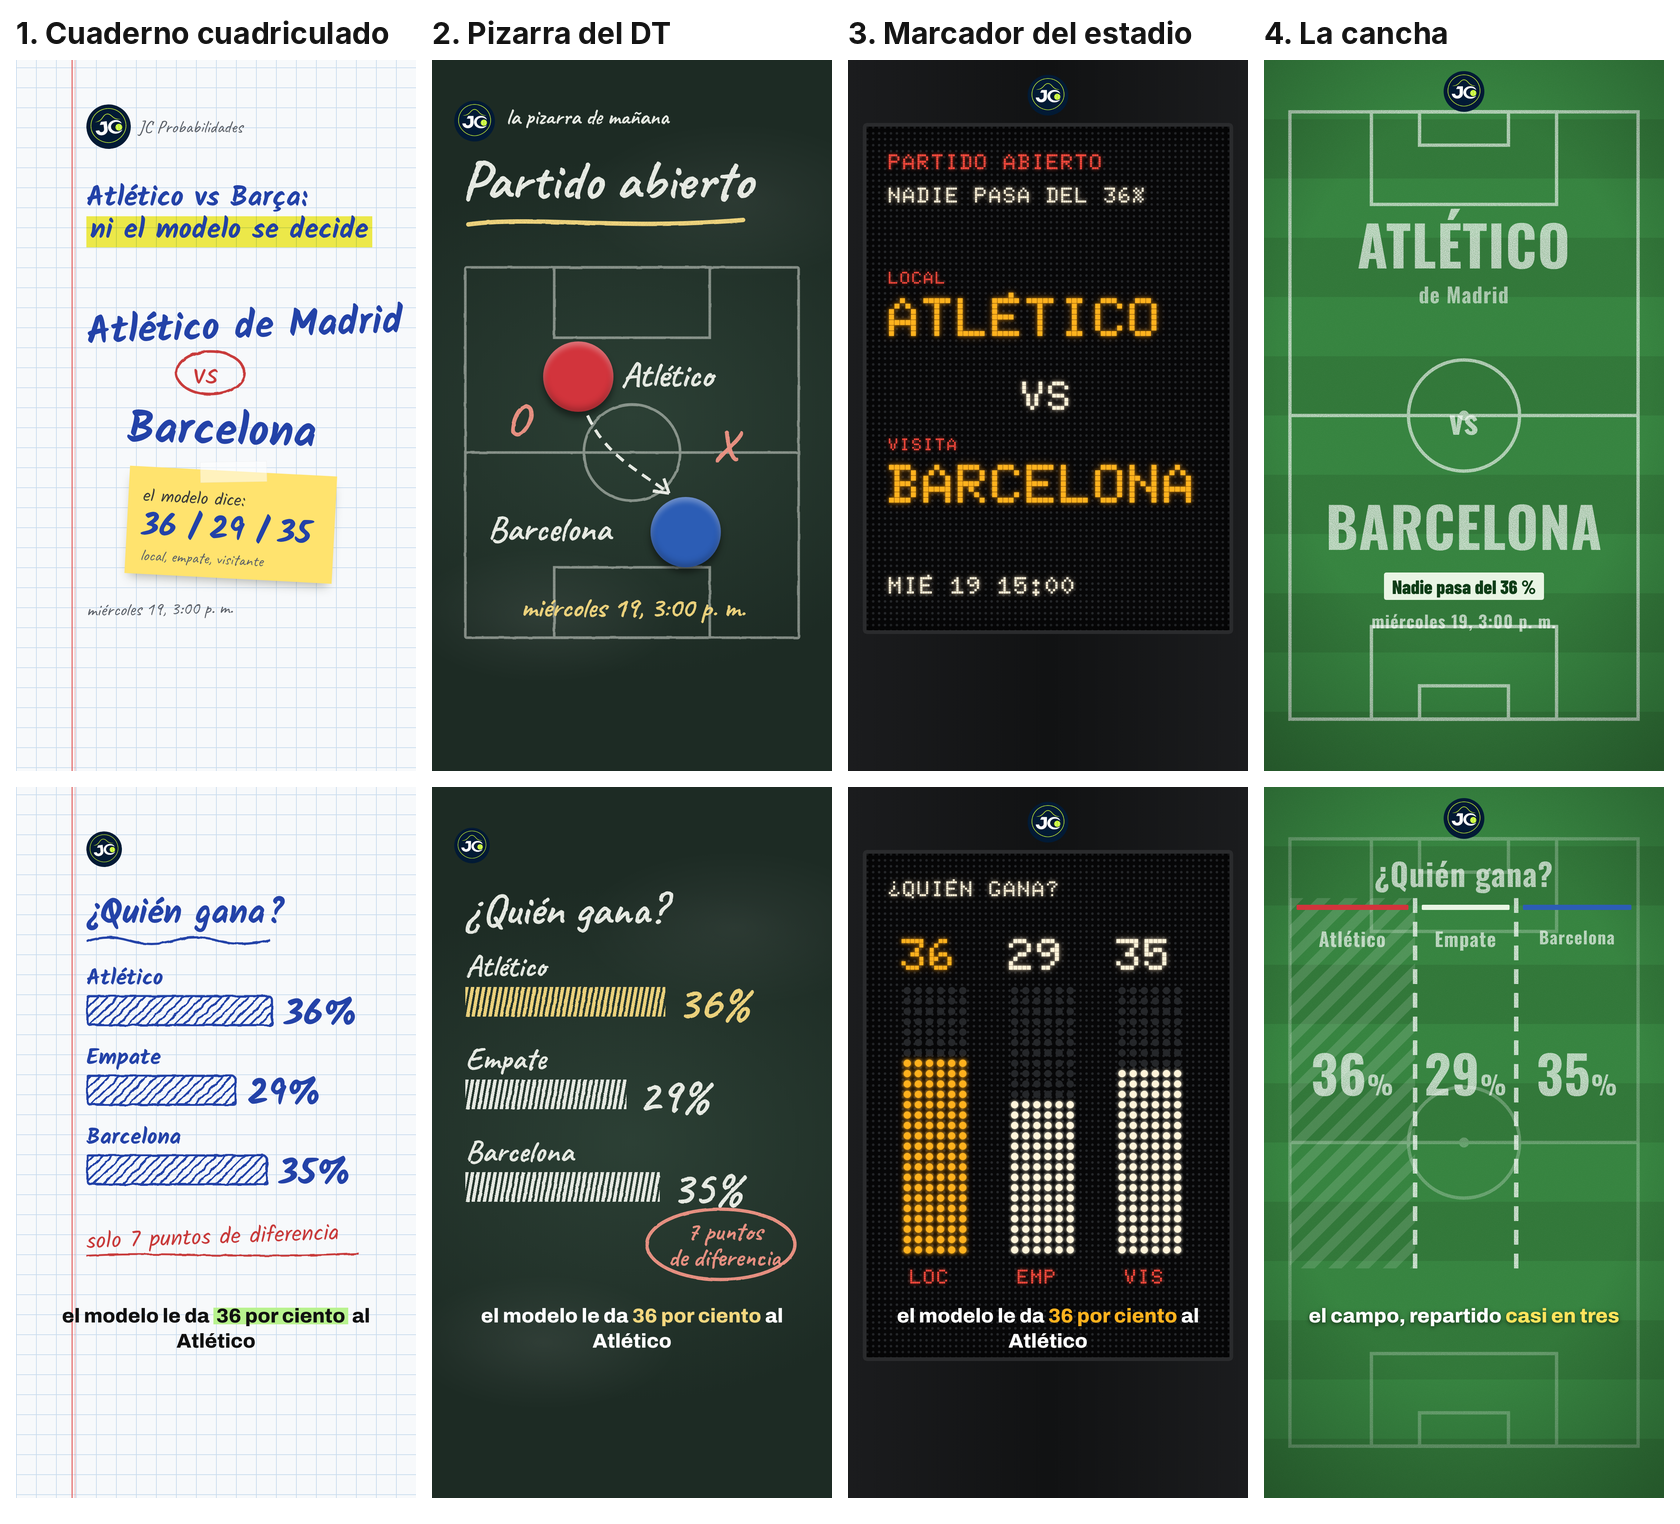 1. Cuaderno cuadriculado
JC
JC Probabilidades
Atlético vs Barça:
ni el modelo se decide
Atlético de Madrid
vs
Barcelona
el modelo dice:
36 / 29 / 35
local, empate, visitante
miércoles 19, 3:00 p. m.
2. Pizarra del DT
JC
la pizarra de mañana
Partido abierto
Atlético
O
X
Barcelona
miércoles 19, 3:00 p. m.
3. Marcador del estadio
JC
PARTIDO ABIERTO
NADIE PASA DEL 36%
LOCAL
ATLÉTICO
VS
VISITA
BARCELONA
MIÉ 19 15:00
4. La cancha
JC
ATLÉTICO
de Madrid
vs
BARCELONA
Nadie pasa del 36 %
miércoles 19, 3:00 p. m.
JC
¿Quién gana?
Atlético
36%
Empate
29%
Barcelona
35%
solo 7 puntos de diferencia
el modelo le da 36 por ciento al
Atlético
JC
¿Quién gana?
Atlético
36%
Empate
29%
Barcelona
35%
7 puntos
de diferencia
el modelo le da 36 por ciento al
Atlético
JC
¿QUIÉN GANA?
36 29 35
LOC EMP VIS
el modelo le da 36 por ciento al
Atlético
JC
¿Quién gana?
Atlético Empate Barcelona
36% 29% 35%
el campo, repartido casi en tres